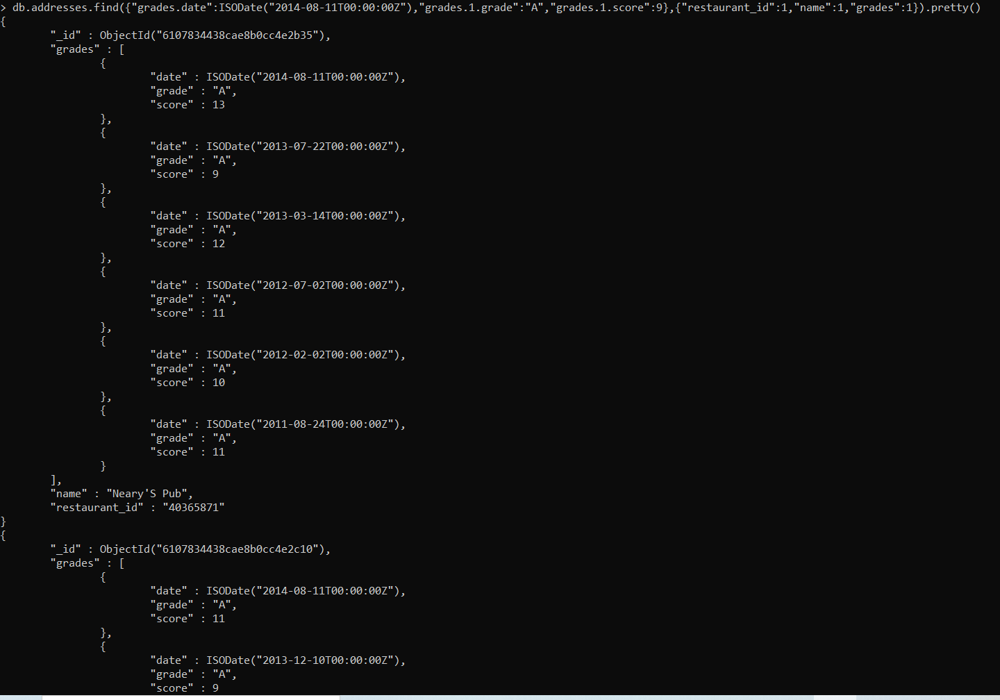 > db.addresses.find({"grades.date":ISODate("2014-08-11T00:00:00Z"),"grades.1.grade":"A","grades.1.score":9},{"restaurant_id":1,"name":1,"grades":1}).pretty()
{
        "_id" : ObjectId("6107834438cae8b0cc4e2b35"),
        "grades" : [
                {
                        "date" : ISODate("2014-08-11T00:00:00Z"),
                        "grade" : "A",
                        "score" : 13
                },
                {
                        "date" : ISODate("2013-07-22T00:00:00Z"),
                        "grade" : "A",
                        "score" : 9
                },
                {
                        "date" : ISODate("2013-03-14T00:00:00Z"),
                        "grade" : "A",
                        "score" : 12
                },
                {
                        "date" : ISODate("2012-07-02T00:00:00Z"),
                        "grade" : "A",
                        "score" : 11
                },
                {
                        "date" : ISODate("2012-02-02T00:00:00Z"),
                        "grade" : "A",
                        "score" : 10
                },
                {
                        "date" : ISODate("2011-08-24T00:00:00Z"),
                        "grade" : "A",
                        "score" : 11
                }
        ],
        "name" : "Neary'S Pub",
        "restaurant_id" : "40365871"
}
{
        "_id" : ObjectId("6107834438cae8b0cc4e2c10"),
        "grades" : [
                {
                        "date" : ISODate("2014-08-11T00:00:00Z"),
                        "grade" : "A",
                        "score" : 11
                },
                {
                        "date" : ISODate("2013-12-10T00:00:00Z"),
                        "grade" : "A",
                        "score" : 9